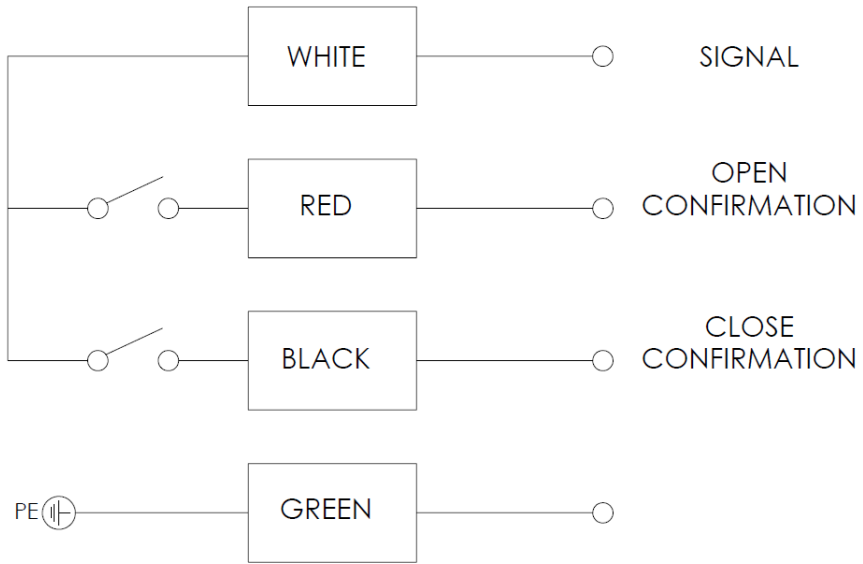 WHITE
SIGNAL
RED
OPEN
CONFIRMATION
BLACK
CLOSE
CONFIRMATION
PE
GREEN